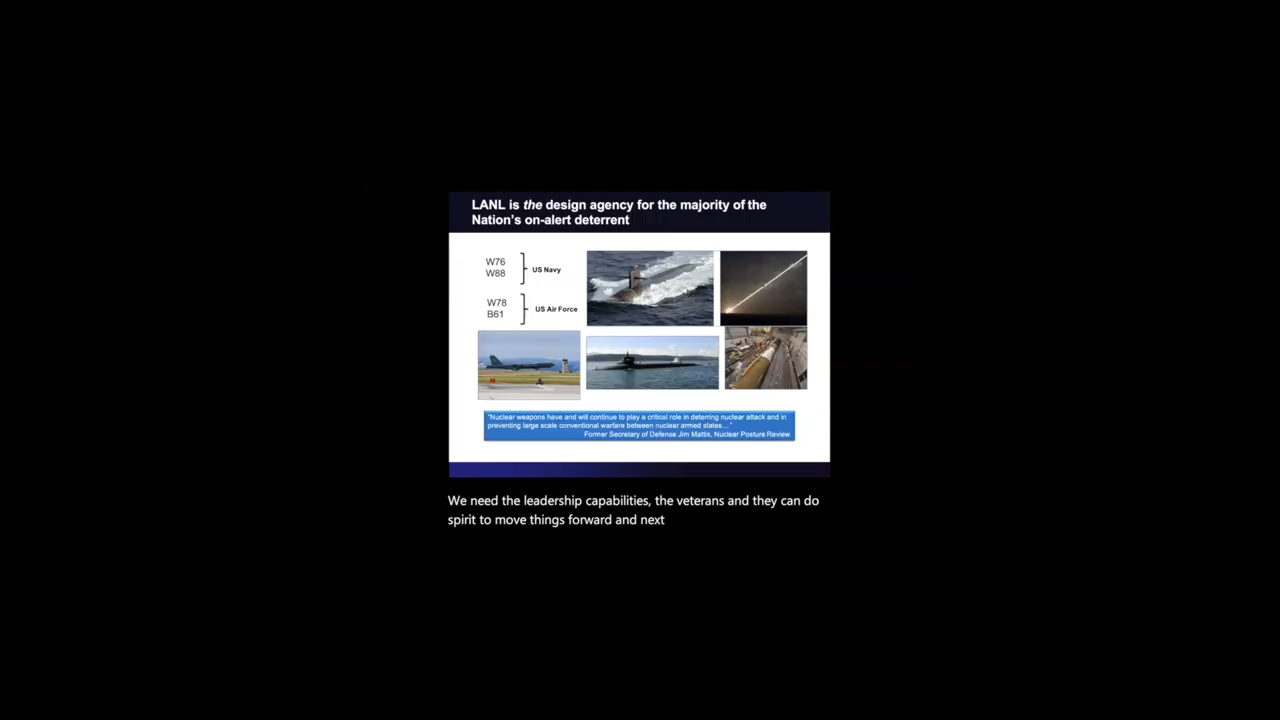 LANL is the design agency for the majority of the
Nation's on-alert deterrent
W76
W88
US Navy
W78
B61
US Air Force
"Nuclear weapons have and will continue to play a critical role in deterring nuclear attack and in
preventing large scale conventional warfare between nuclear armed states…"
Former Secretary of Defense Jim Mattis, Nuclear Posture Review
We need the leadership capabilities, the veterans and they can do
spirit to move things forward and next